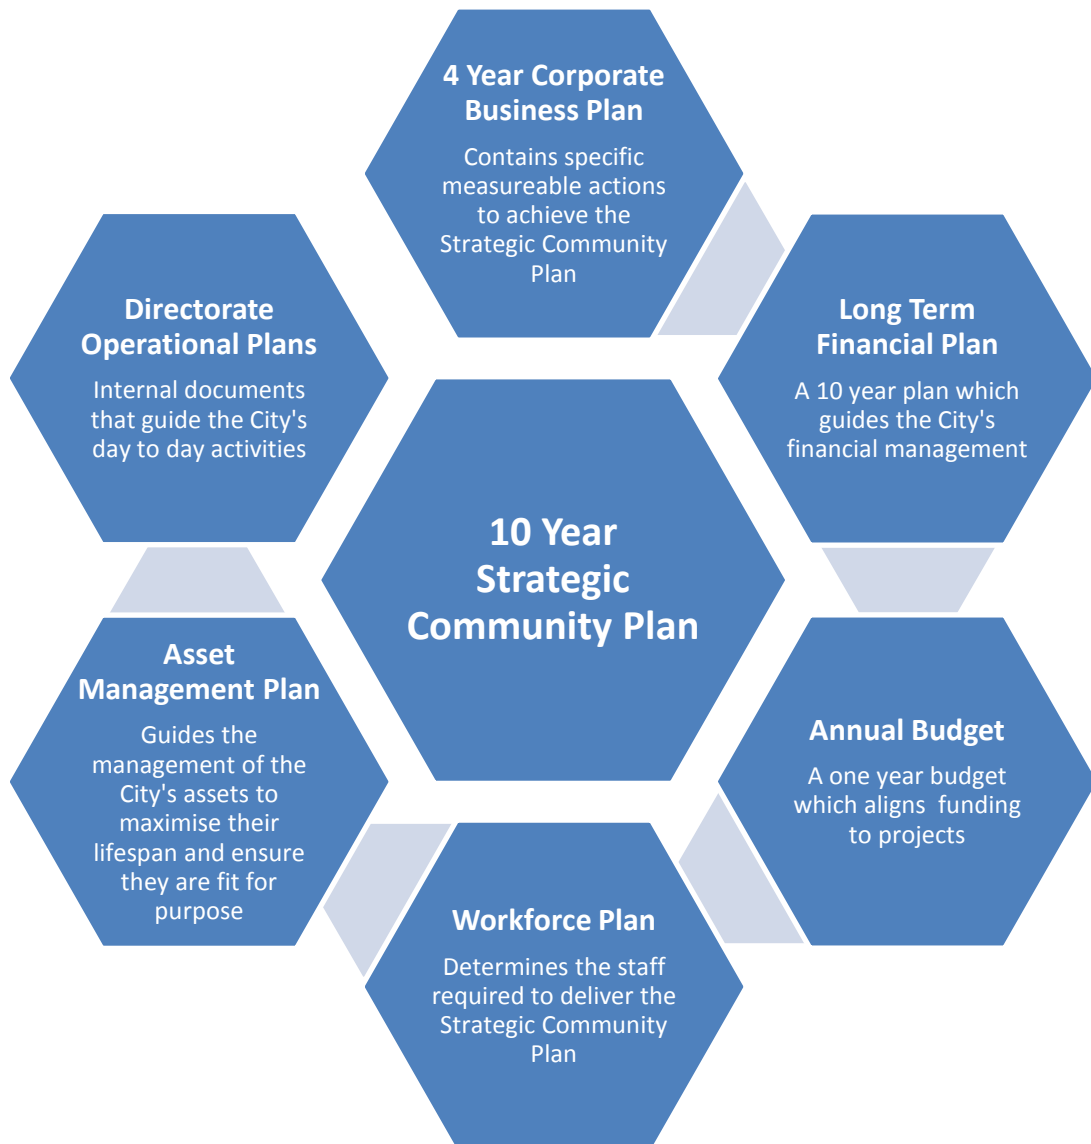 4 Year Corporate
Business Plan
Contains specific
measureable actions
to achieve the
Strategic Community
Plan
Long Term
Financial Plan
A 10 year plan which
guides the City's
financial management
Annual Budget
A one year budget
which aligns  funding
to projects
Workforce Plan
Determines the staff
required to deliver the
Strategic Community
Plan
Asset
Management Plan
Guides the
management of the
City's assets to
maximise their
lifespan and ensure
they are fit for
purpose
Directorate
Operational Plans
Internal documents
that guide the City's
day to day activities
10 Year
Strategic
Community Plan